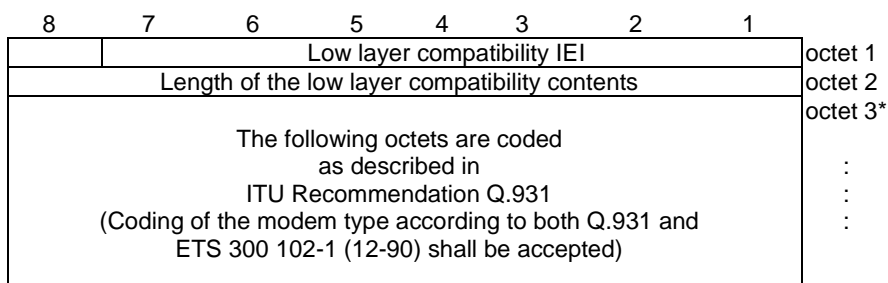 8 7 6 5 4 3 2 1
Low layer compatibility IEI octet 1
Length of the low layer compatibility contents octet 2
octet 3*
The following octets are coded
as described in :
ITU Recommendation Q.931 :
(Coding of the modem type according to both Q.931 and :
ETS 300 102-1 (12-90) shall be accepted)